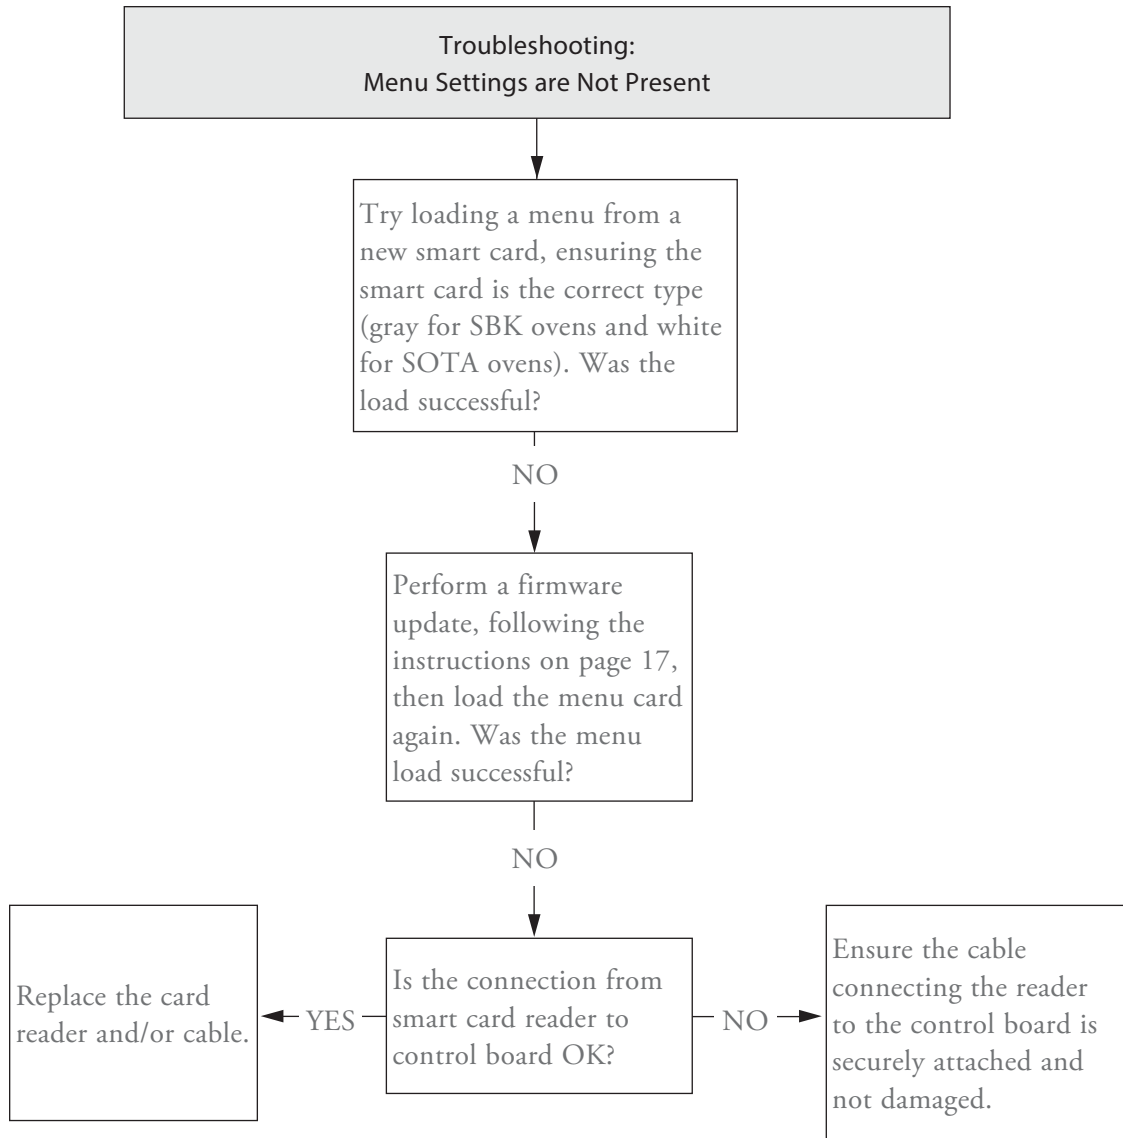 Troubleshooting:
Menu Settings are Not Present
Try loading a menu from a
new smart card, ensuring the
smart card is the correct type
(gray for SBK ovens and white
for SOTA ovens). Was the
load successful?
NO
Perform a firmware
update, following the
instructions on page 17,
then load the menu card
again. Was the menu
load successful?
NO
Replace the card
reader and/or cable.
YES
Is the connection from
smart card reader to
control board OK?
NO
Ensure the cable
connecting the reader
to the control board is
securely attached and
not damaged.